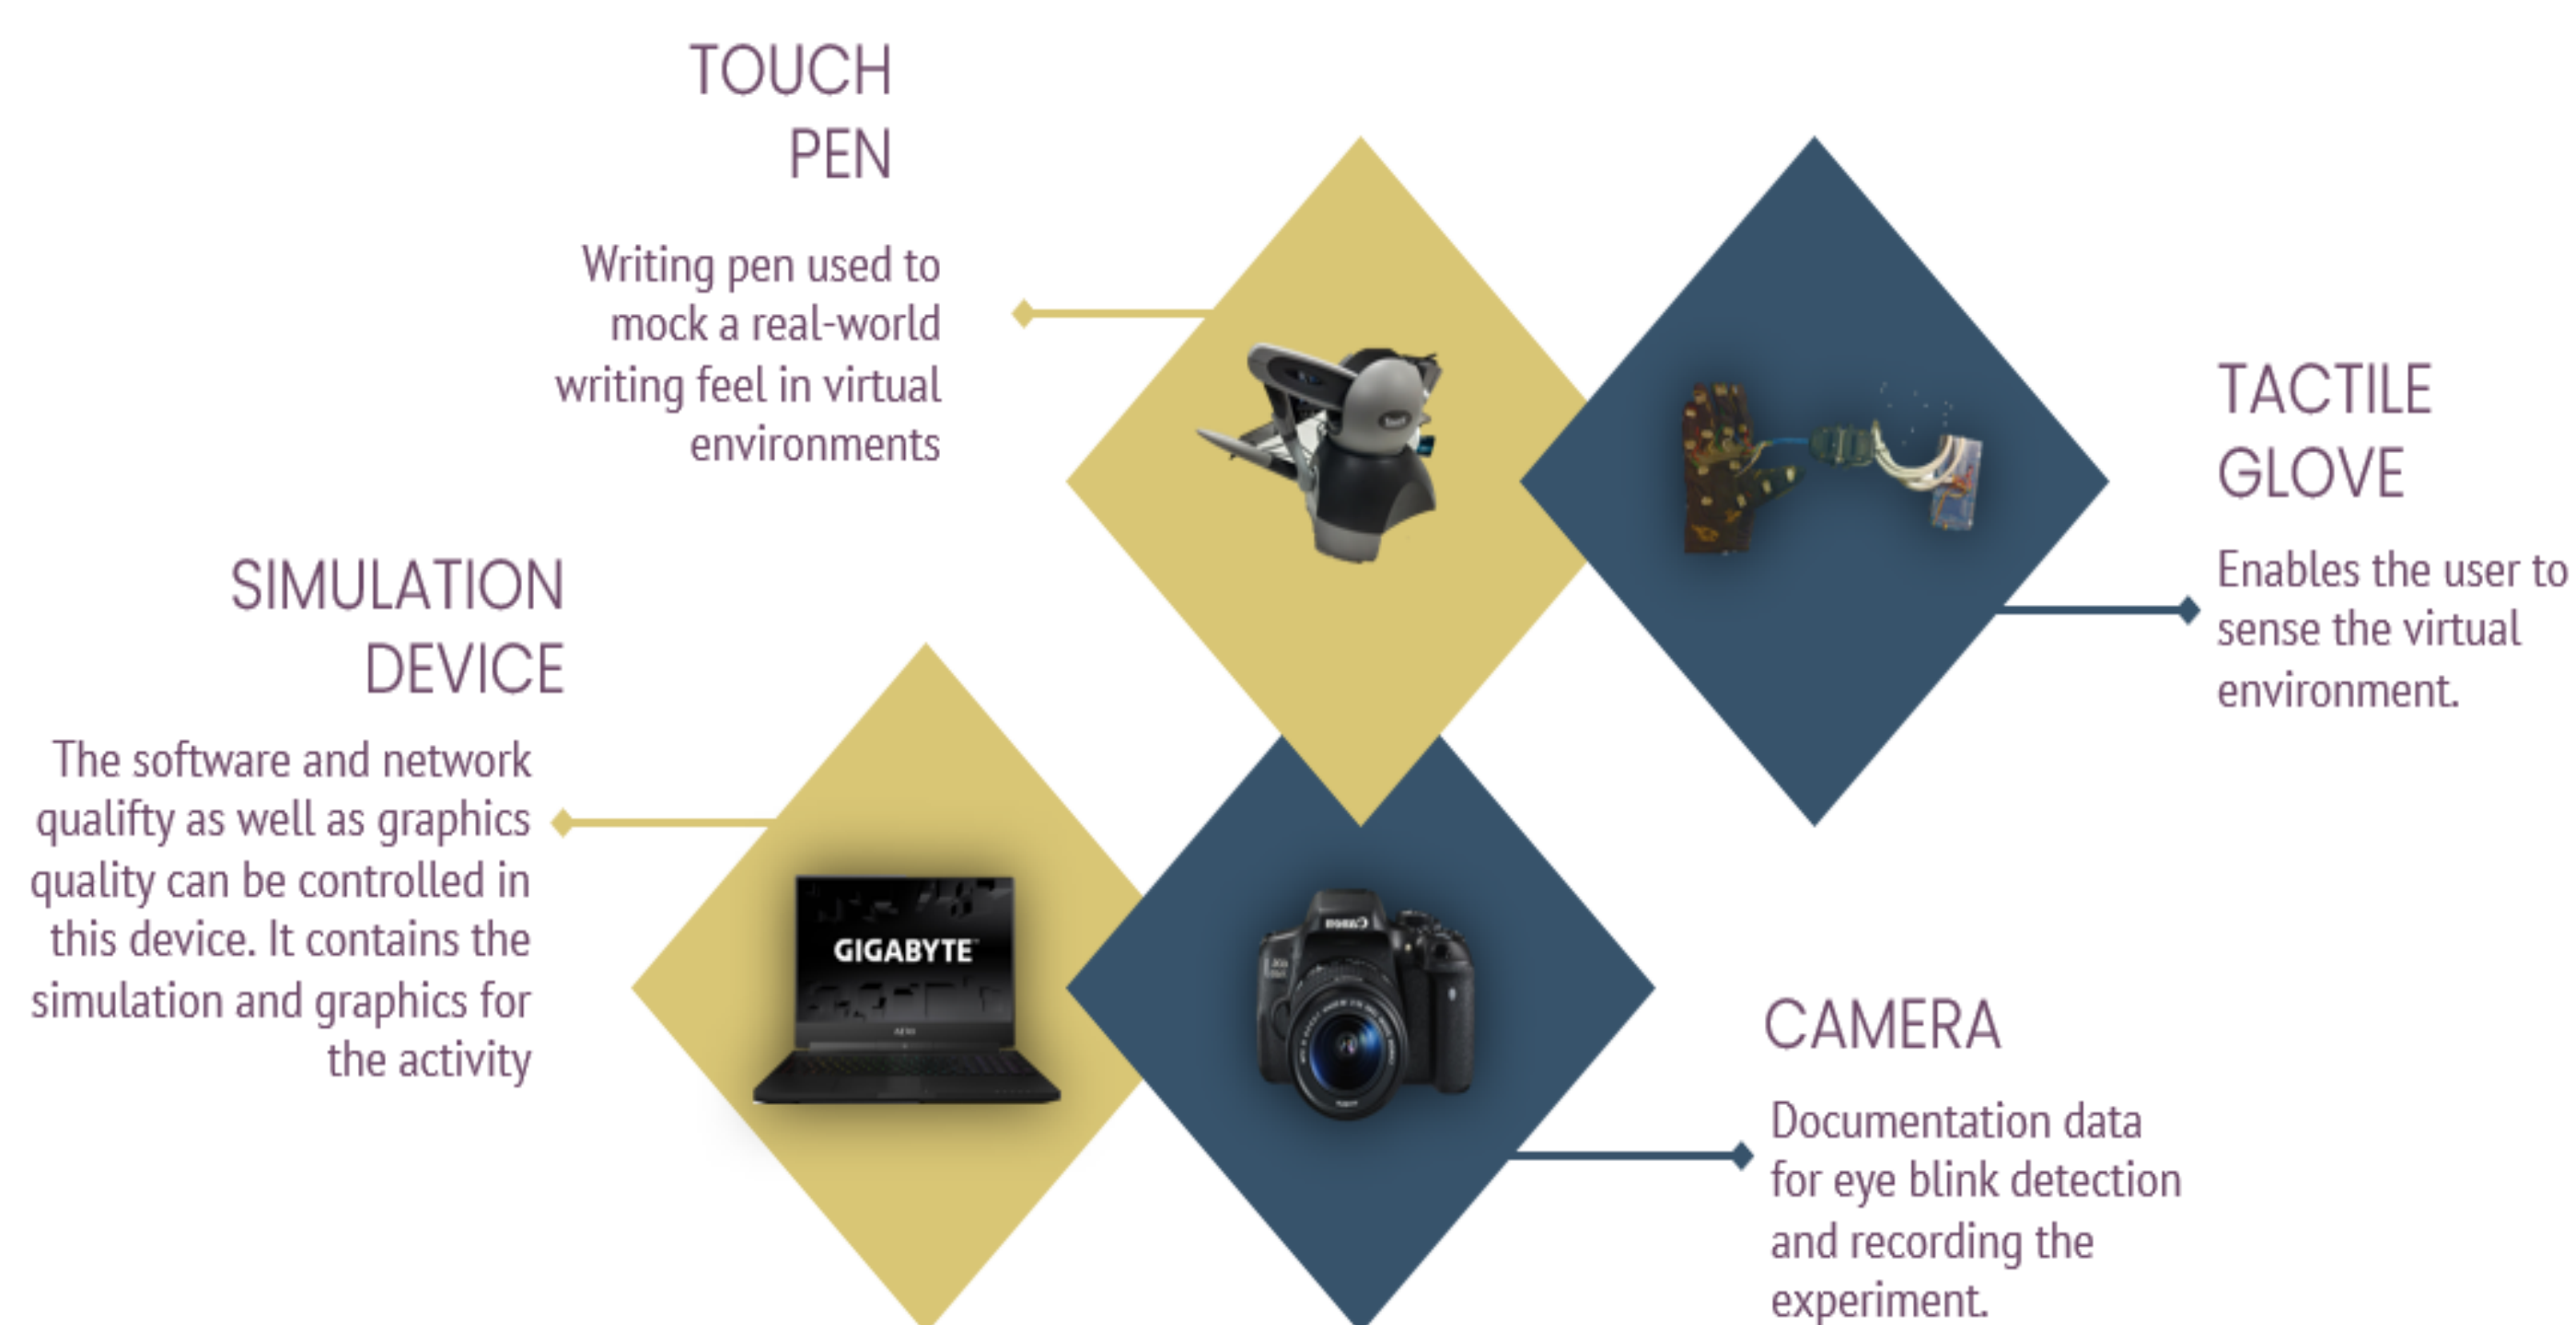 TOUCH
PEN
Writing pen used to
mock a real-world
writing feel in virtual
environments
TACTILE
GLOVE
Enables the user to
sense the virtual
environment.
SIMULATION
DEVICE
The software and network
qualifty as well as graphics
quality can be controlled in
this device. It contains the
simulation and graphics for
the activity
GIGABYTE
Canon
CAMERA
Documentation data
for eye blink detection
and recording the
experiment.